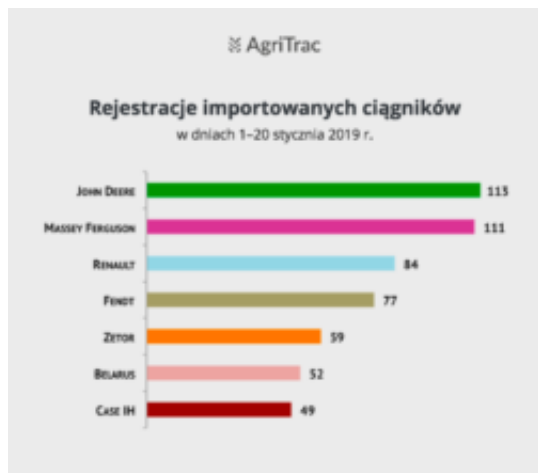 AgriTrac
Rejestracje importowanych ciągników
w dniach 1–20 stycznia 2019 r.
John Deere 113
Massey Ferguson 111
Renault 84
Fendt 77
Zetor 59
Belarus 52
Case IH 49